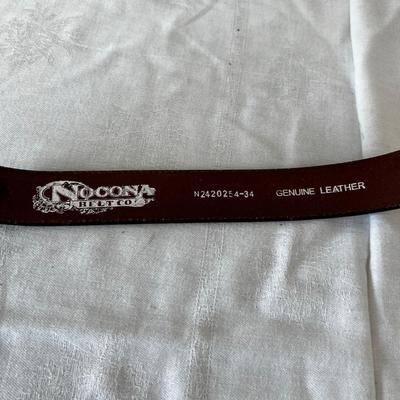 NOCONA
BELT CO.
N2420254-34 GENUINE LEATHER